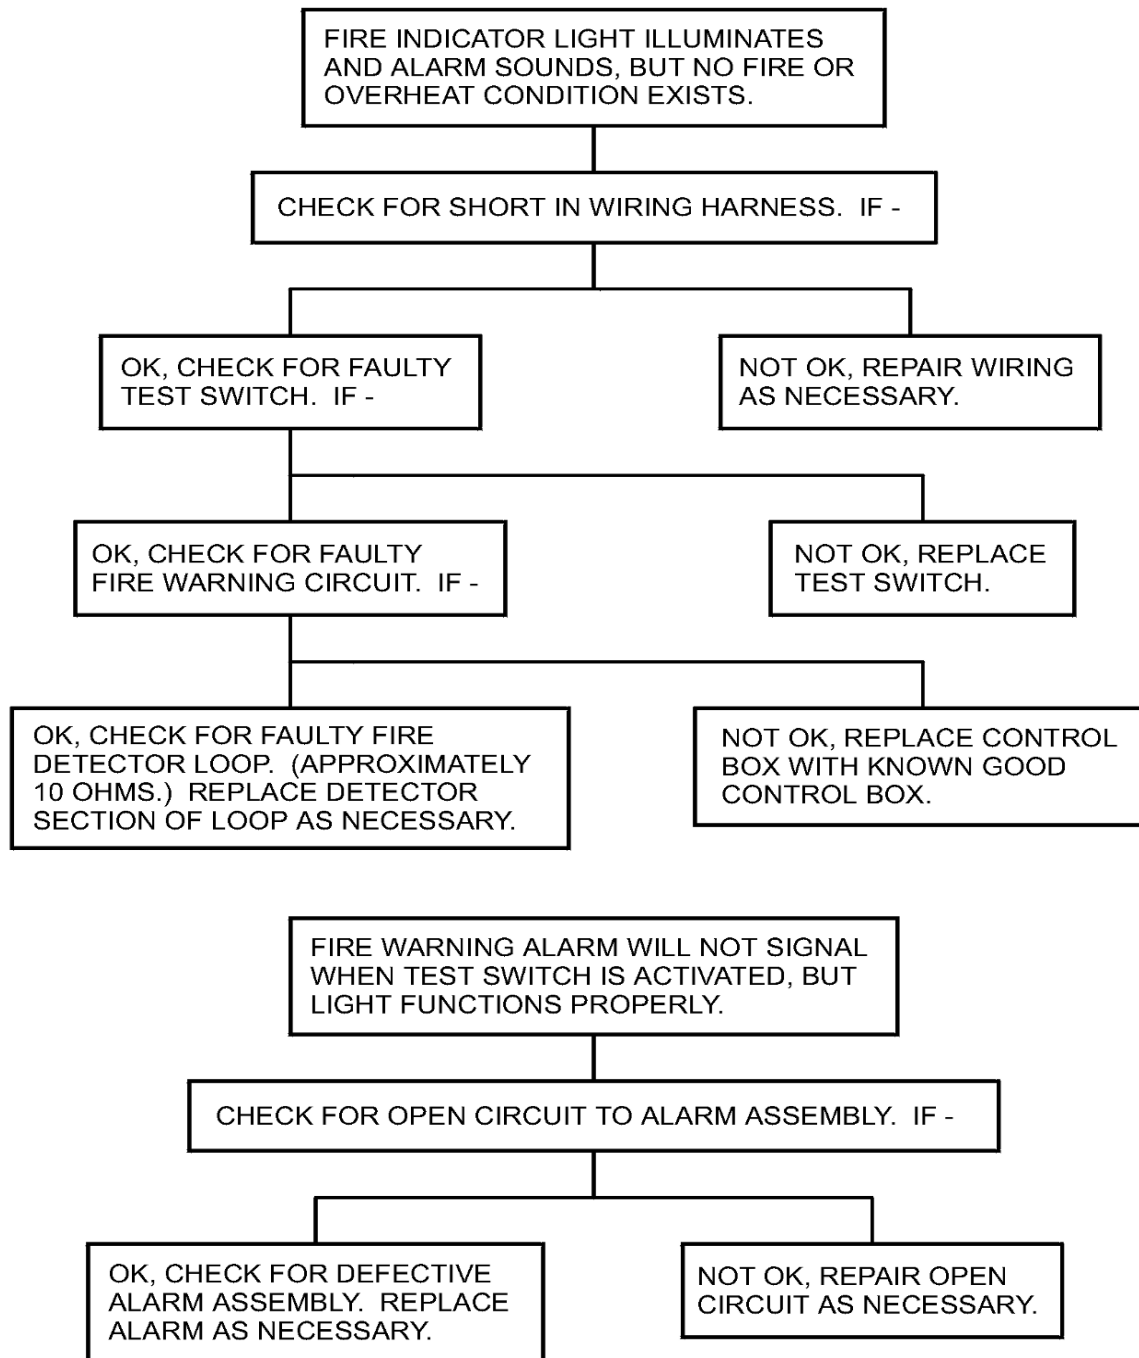 FIRE INDICATOR LIGHT ILLUMINATES
AND ALARM SOUNDS, BUT NO FIRE OR
OVERHEAT CONDITION EXISTS.
CHECK FOR SHORT IN WIRING HARNESS. IF -
OK, CHECK FOR FAULTY
TEST SWITCH. IF -
NOT OK, REPAIR WIRING
AS NECESSARY.
OK, CHECK FOR FAULTY
FIRE WARNING CIRCUIT. IF -
NOT OK, REPLACE
TEST SWITCH.
OK, CHECK FOR FAULTY FIRE
DETECTOR LOOP. (APPROXIMATELY
10 OHMS.) REPLACE DETECTOR
SECTION OF LOOP AS NECESSARY.
NOT OK, REPLACE CONTROL
BOX WITH KNOWN GOOD
CONTROL BOX.
FIRE WARNING ALARM WILL NOT SIGNAL
WHEN TEST SWITCH IS ACTIVATED, BUT
LIGHT FUNCTIONS PROPERLY.
CHECK FOR OPEN CIRCUIT TO ALARM ASSEMBLY. IF -
OK, CHECK FOR DEFECTIVE
ALARM ASSEMBLY. REPLACE
ALARM AS NECESSARY.
NOT OK, REPAIR OPEN
CIRCUIT AS NECESSARY.